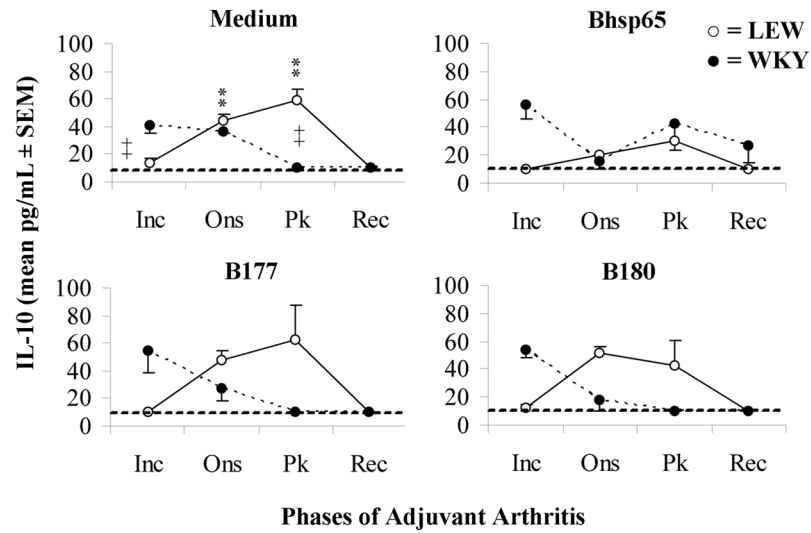 Medium
Bhsp65
○ = LEW
● = WKY
IL-10 (mean pg/mL ± SEM)
100
80
60
40
20
0
‡
**
**
‡
Inc Ons Pk Rec
100
80
60
40
20
0
Inc Ons Pk Rec
B177
100
80
60
40
20
0
Inc Ons Pk Rec
B180
100
80
60
40
20
0
Inc Ons Pk Rec
Phases of Adjuvant Arthritis